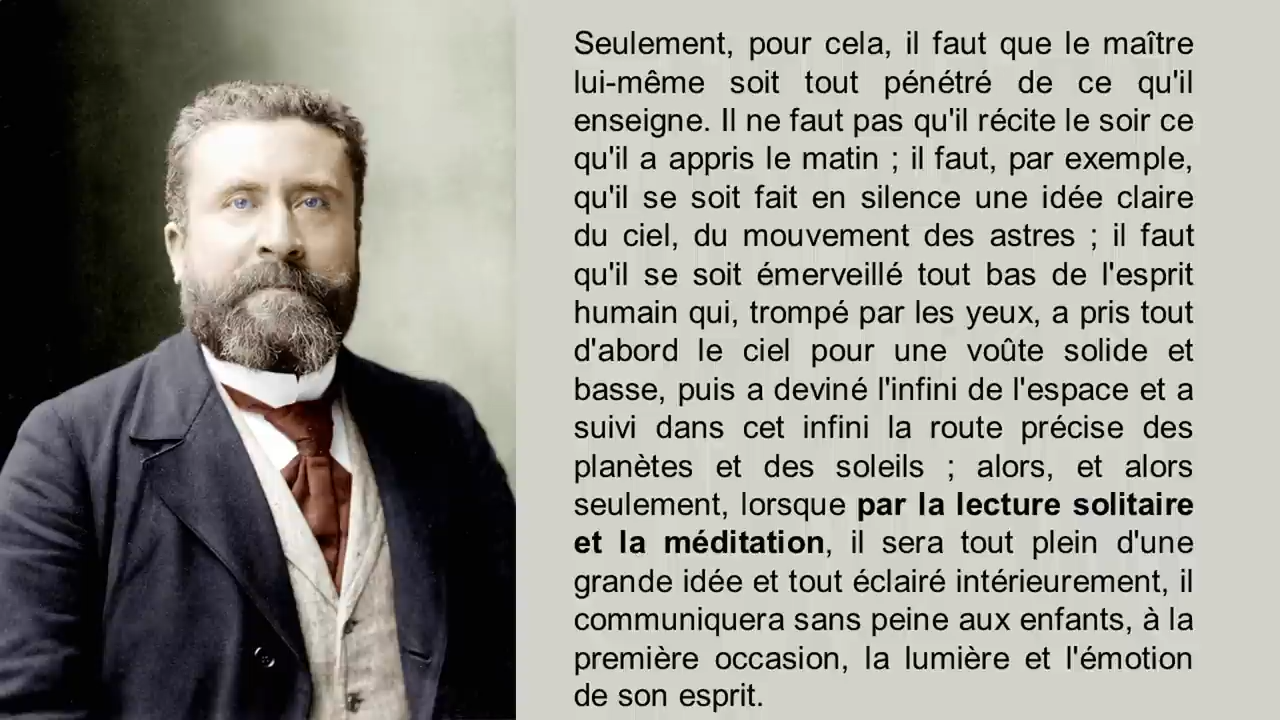 Seulement, pour cela, il faut que le maître
lui-même soit tout pénétré de ce qu'il
enseigne. Il ne faut pas qu'il récite le soir ce
qu'il a appris le matin ; il faut, par exemple,
qu'il se soit fait en silence une idée claire
du ciel, du mouvement des astres ; il faut
qu'il se soit émerveillé tout bas de l'esprit
humain qui, trompé par les yeux, a pris tout
d'abord le ciel pour une voûte solide et
basse, puis a deviné l'infini de l'espace et a
suivi dans cet infini la route précise des
planètes et des soleils ; alors, et alors
seulement, lorsque par la lecture solitaire
et la méditation, il sera tout plein d'une
grande idée et tout éclairé intérieurement, il
communiquera sans peine aux enfants, à la
première occasion, la lumière et l'émotion
de son esprit.